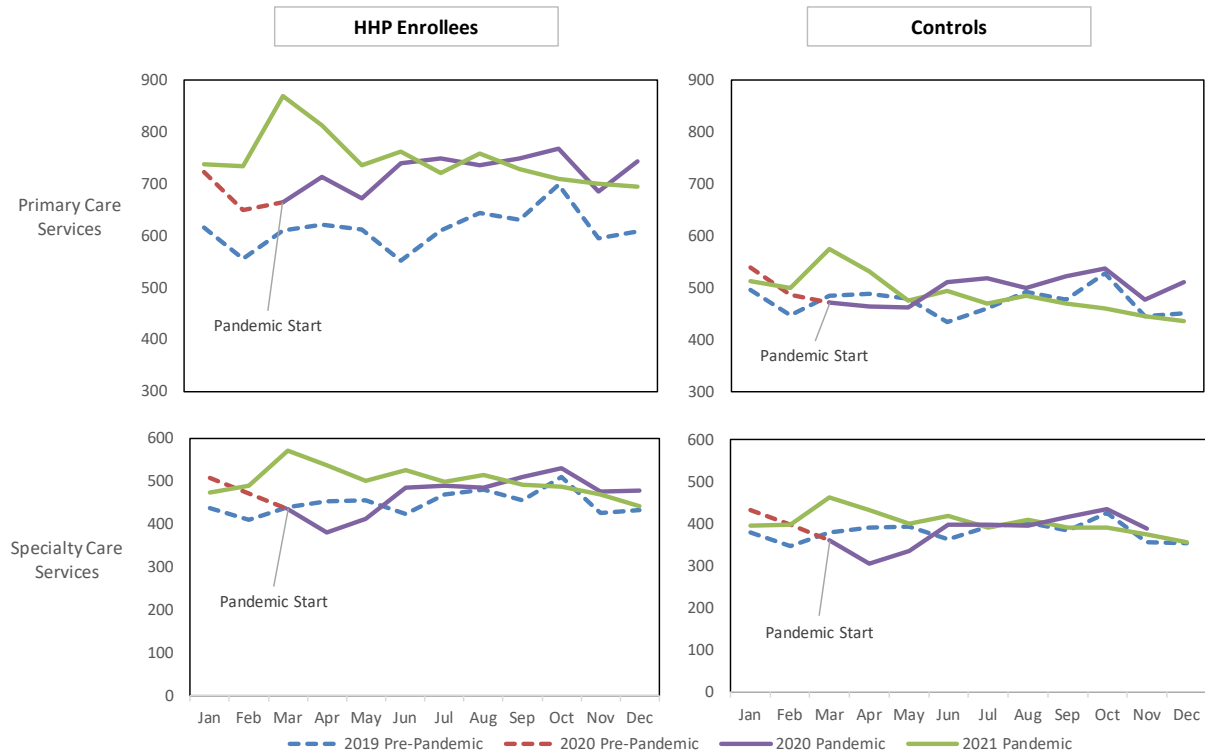 HHP Enrollees
Controls
Primary Care
Services
900
800
700
600
500
400
300
Pandemic Start
900
800
700
600
500
400
300
Pandemic Start
Specialty Care
Services
600
500
400
300
200
100
0
Pandemic Start
Jan Feb Mar Apr May Jun Jul Aug Sep Oct Nov Dec
600
500
400
300
200
100
0
Pandemic Start
Jan Feb Mar Apr May Jun Jul Aug Sep Oct Nov Dec
2019 Pre-Pandemic 2020 Pre-Pandemic 2020 Pandemic 2021 Pandemic